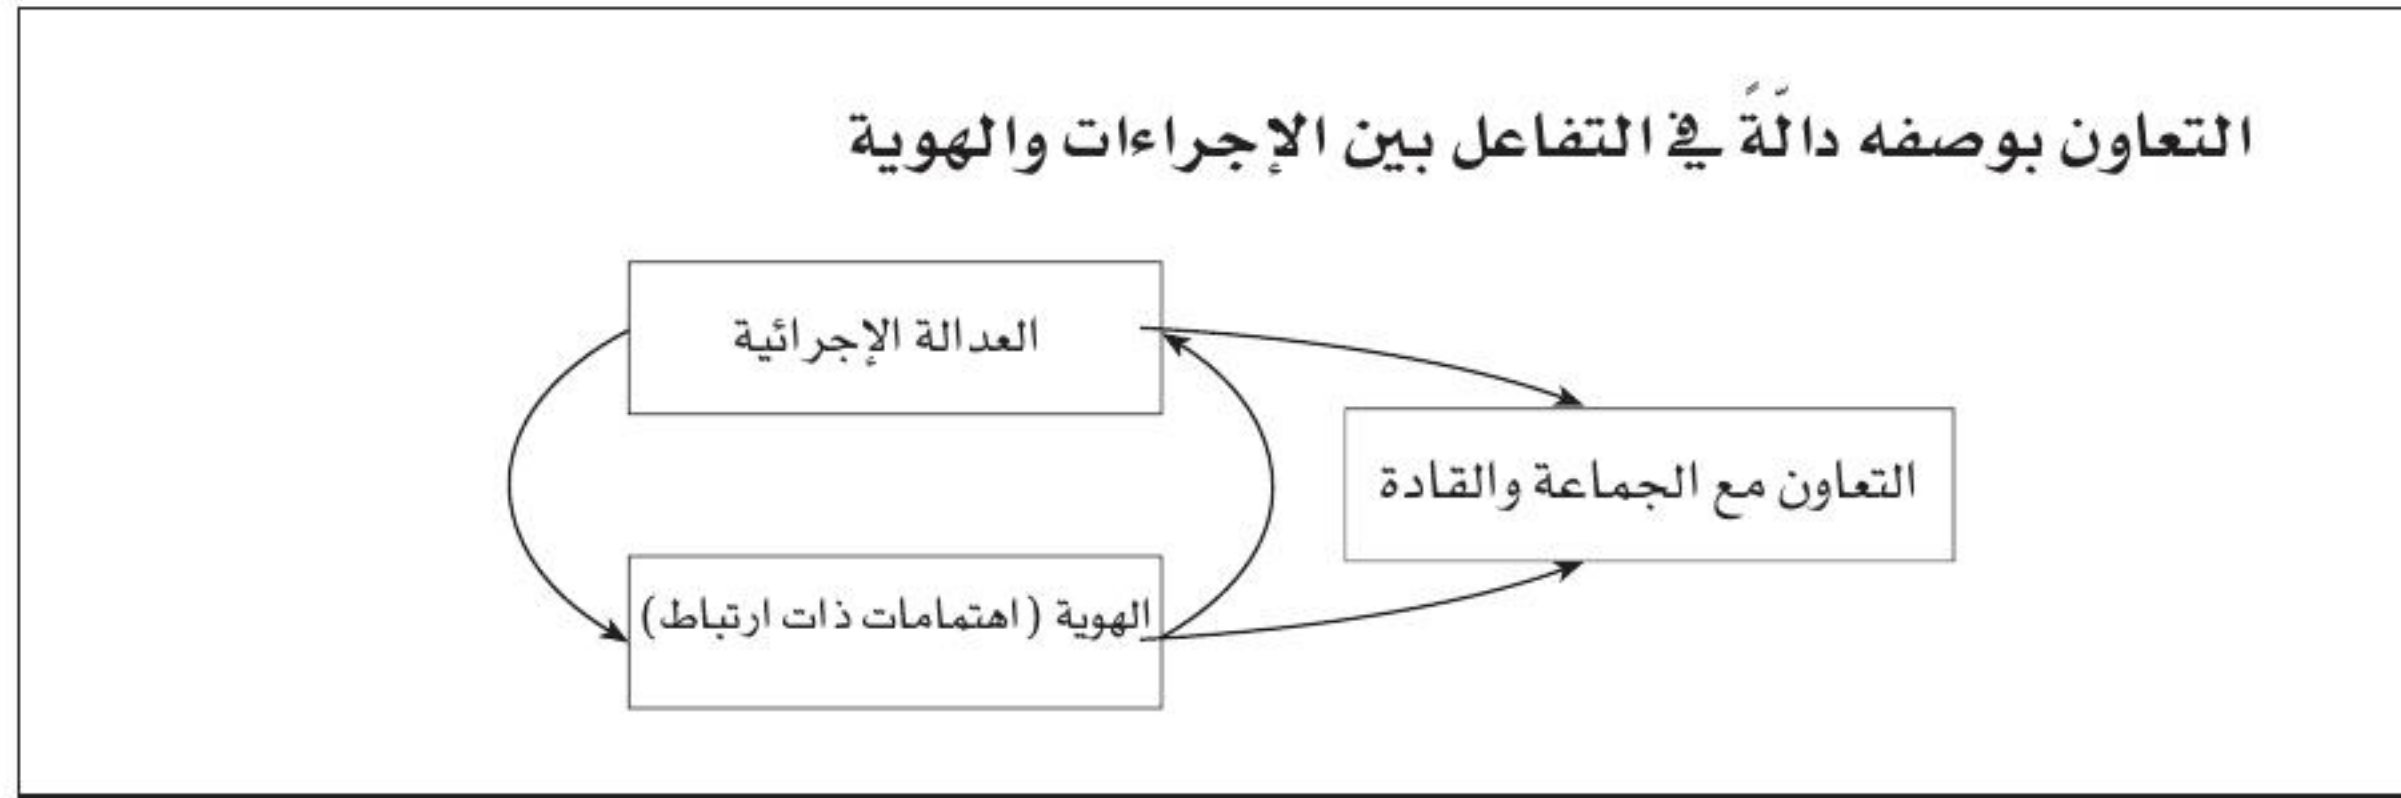 التعاون بوصفه دالّةً في التفاعل بين الإجراءات والهوية
العدالة الإجرائية
التعاون مع الجماعة والقادة
الهوية (اهتمامات ذات ارتباط)